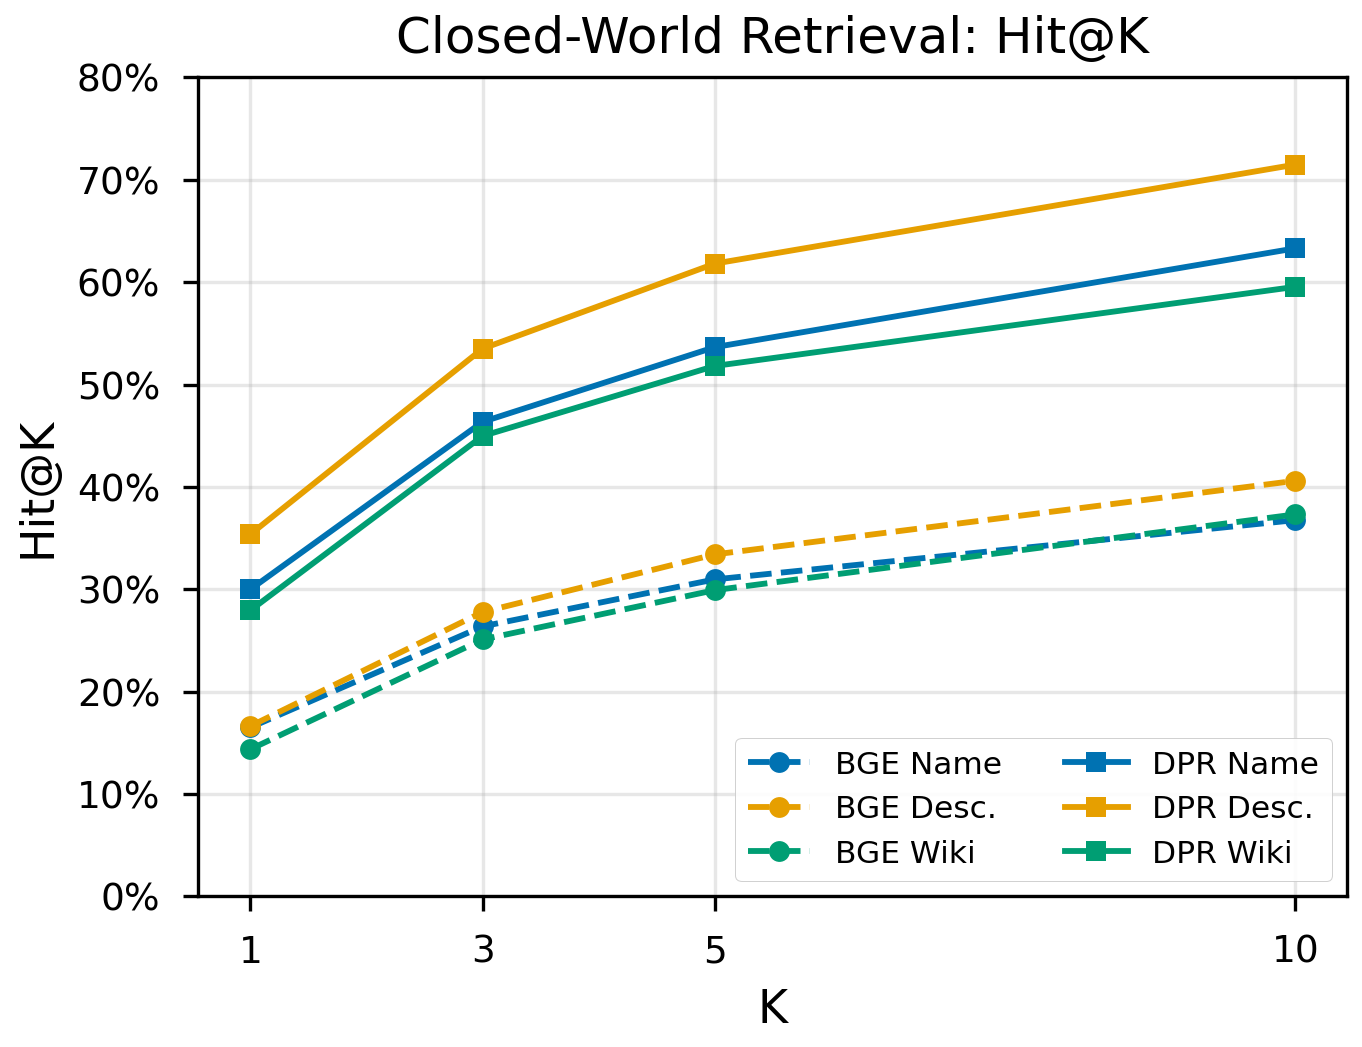 Closed-World Retrieval: Hit@K
80%
70%
60%
50%
40%
30%
20%
10%
0%
Hit@K
1 3 5 10
K
BGE Name DPR Name
BGE Desc. DPR Desc.
BGE Wiki DPR Wiki